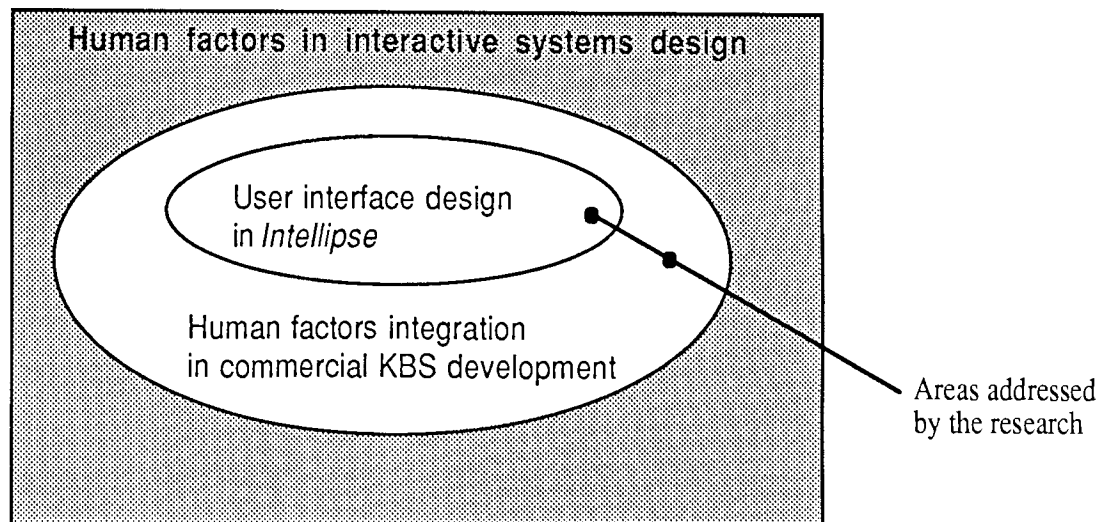 Human factors in interactive systems design
User interface design
in Intellipse
Human factors integration
in commercial KBS development
Areas addressed
by the research